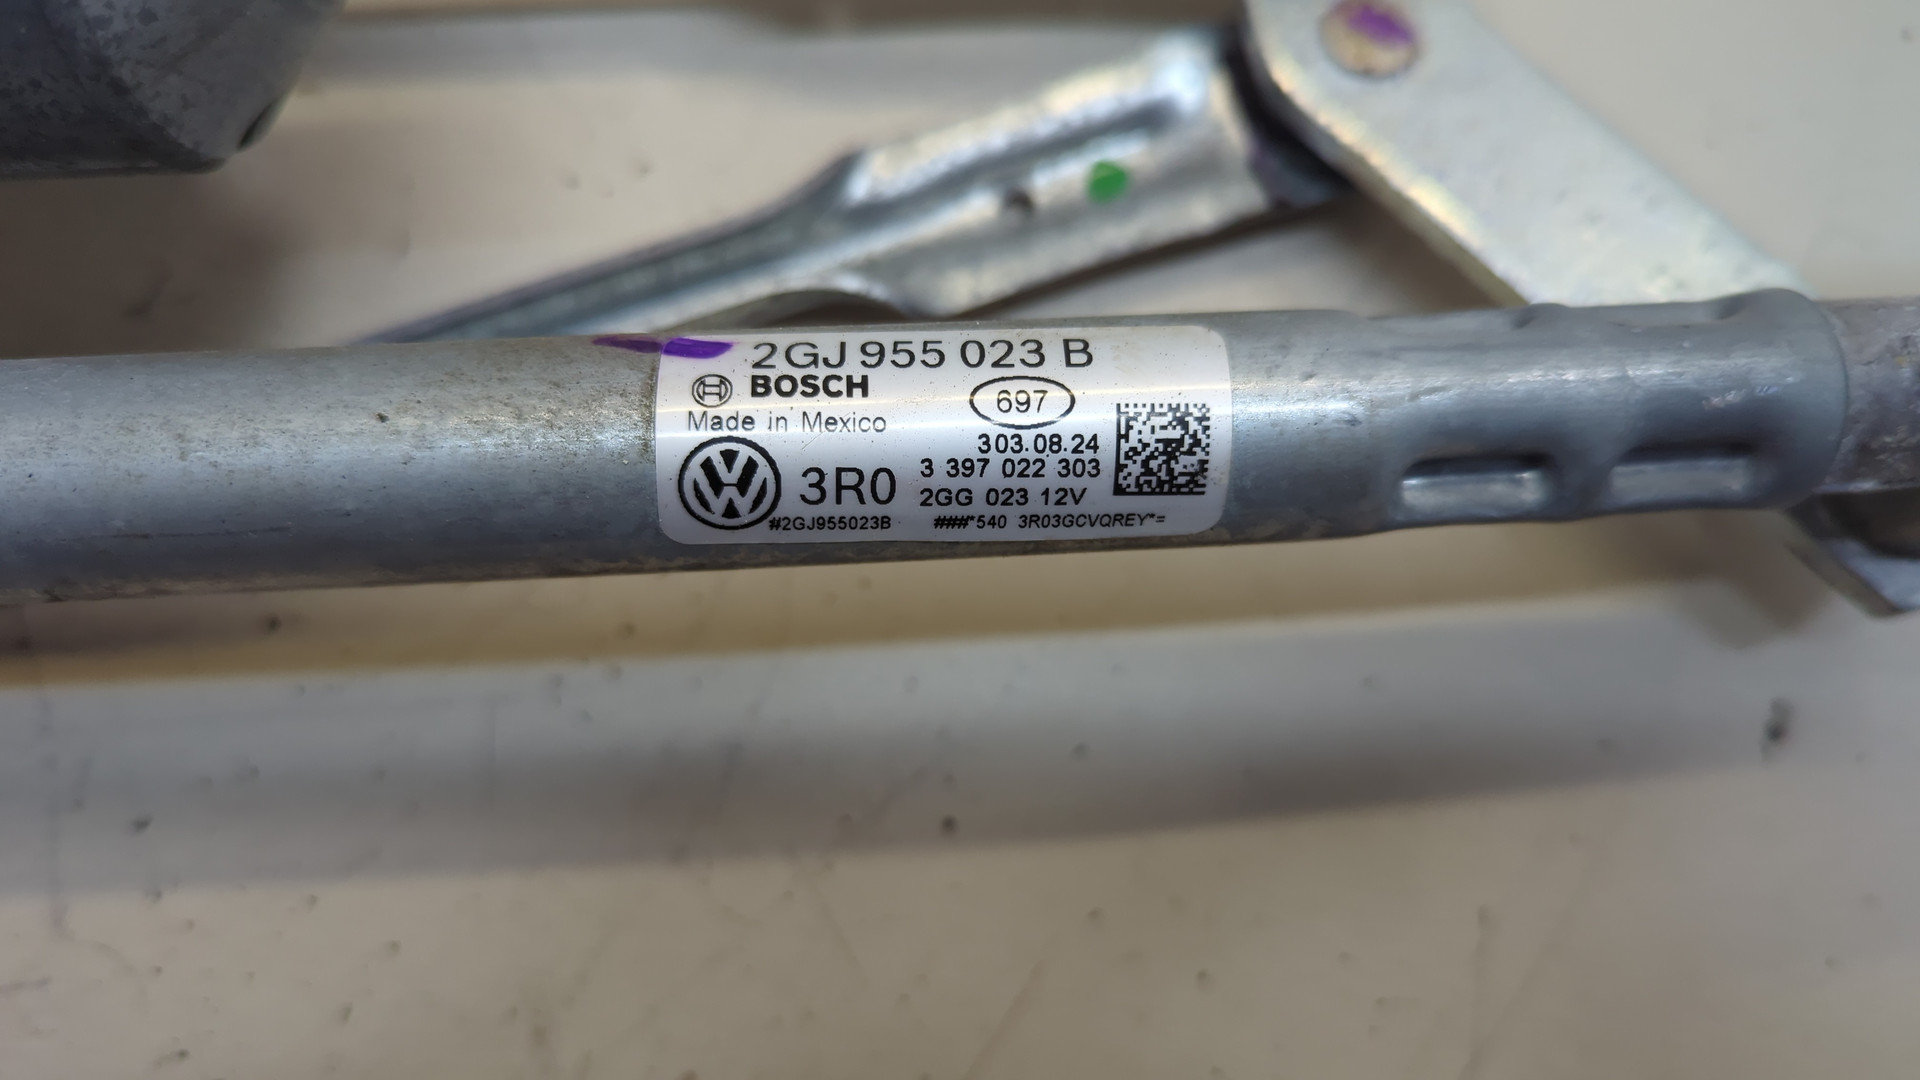 2GJ 955 023 B
BOSCH
697
Made in Mexico
303.08.24
3 397 022 303
3R0
2GG 023 12V
#2GJ955023B
###*540 3R03GCVQREY*=